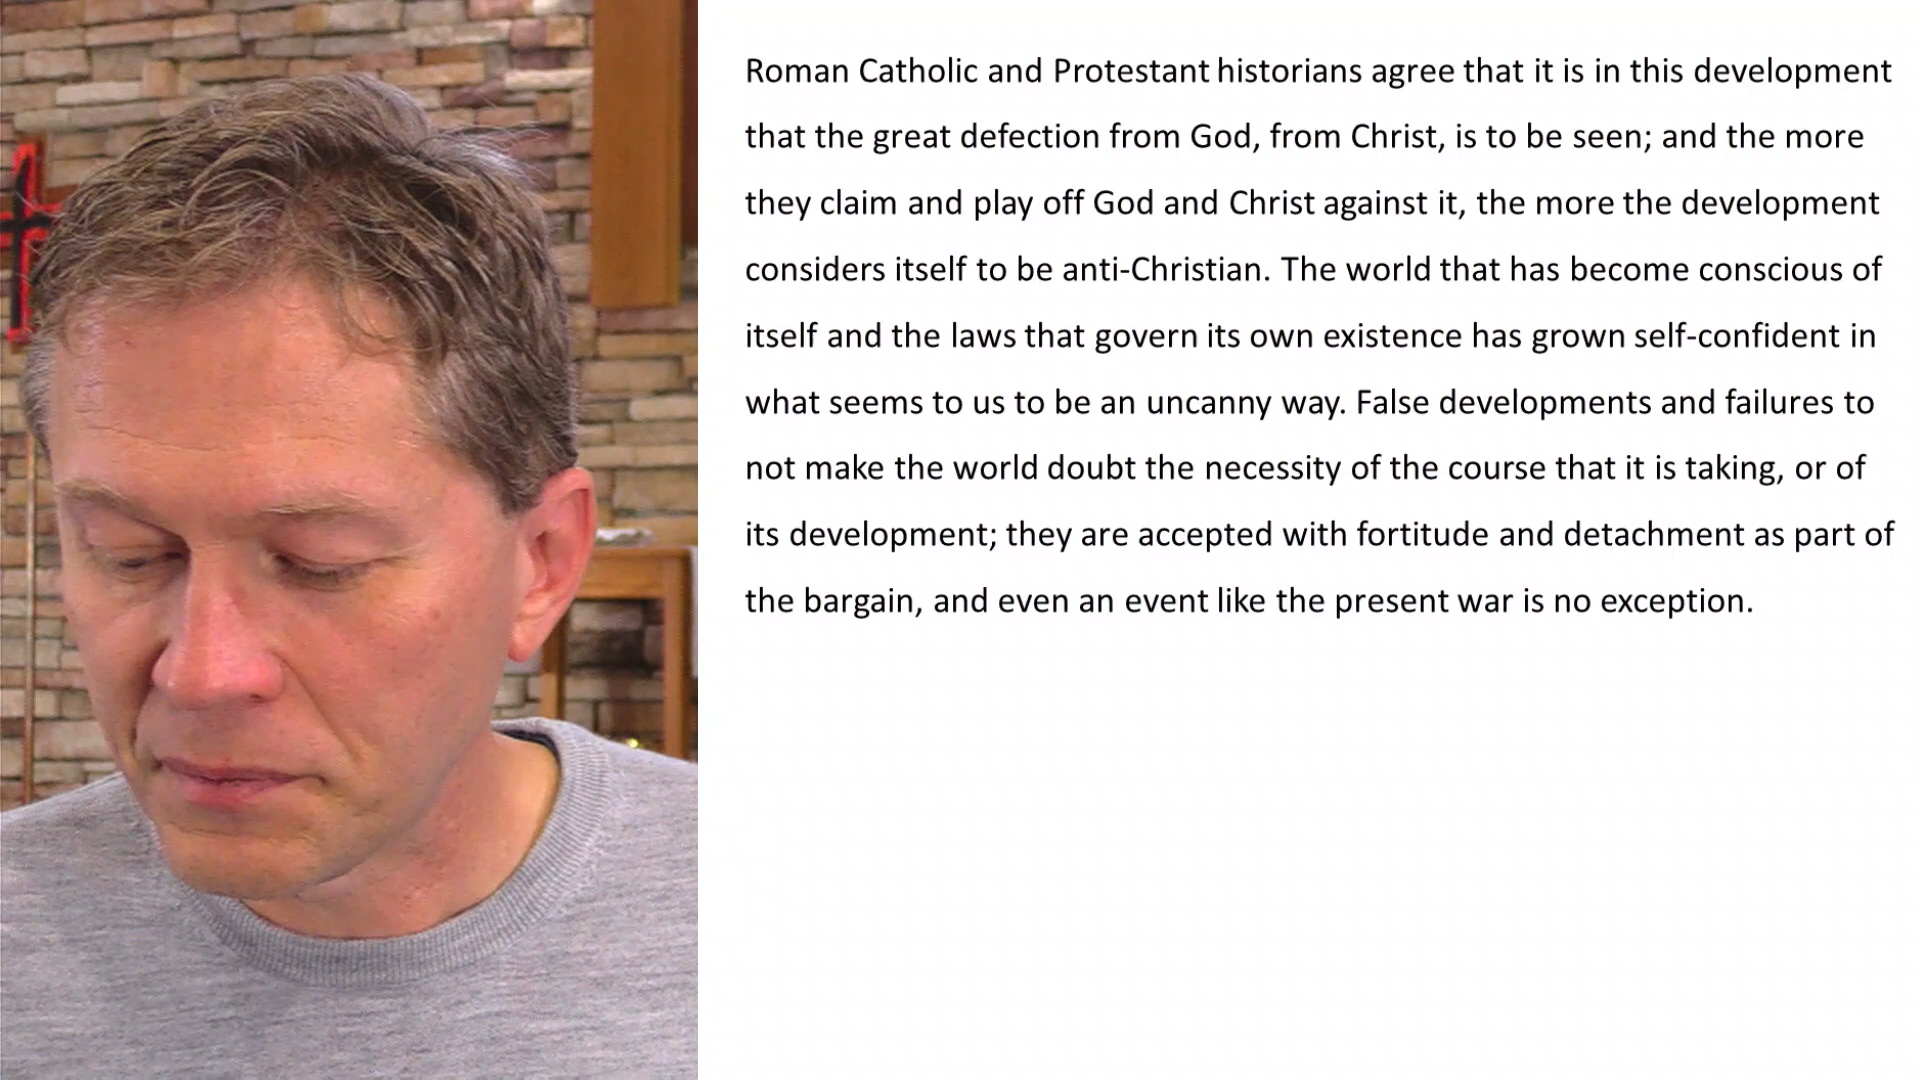 Roman Catholic and Protestant historians agree that it is in this development
that the great defection from God, from Christ, is to be seen; and the more
they claim and play off God and Christ against it, the more the development
considers itself to be anti-Christian. The world that has become conscious of
itself and the laws that govern its own existence has grown self-confident in
what seems to us to be an uncanny way. False developments and failures to
not make the world doubt the necessity of the course that it is taking, or of
its development; they are accepted with fortitude and detachment as part of
the bargain, and even an event like the present war is no exception.